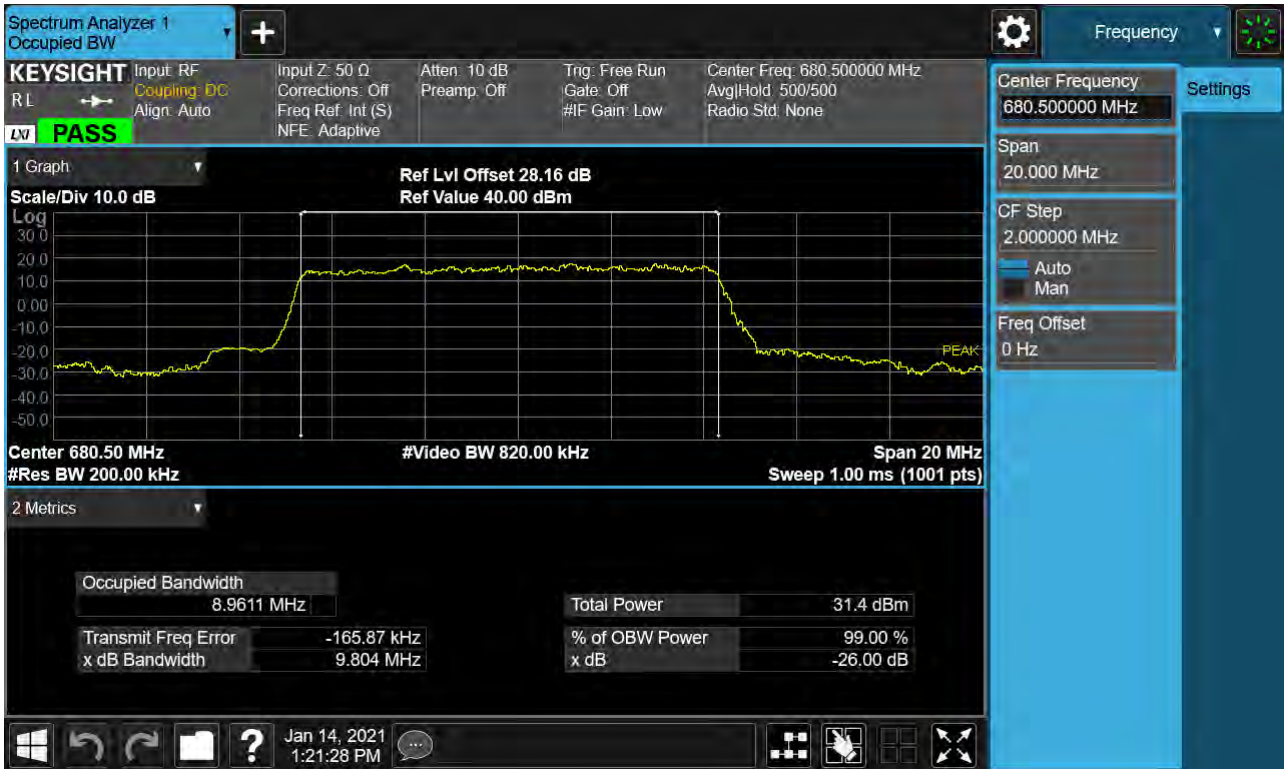 Spectrum Analyzer 1
Occupied BW
+
Frequency
KEYSIGHT
R L
LXI
PASS
Input: RF
Coupling: DC
Align: Auto
Input Z: 50 Ω
Corrections: Off
Freq Ref: Int (S)
NFE: Adaptive
Atten: 10 dB
Preamp: Off
Trig: Free Run
Gate: Off
#IF Gain: Low
Center Freq: 680.500000 MHz
Avg|Hold: 500/500
Radio Std: None
Center Frequency
680.500000 MHz
Settings
Span
20.000 MHz
CF Step
2.000000 MHz
Auto
Man
Freq Offset
0 Hz
1 Graph
Scale/Div 10.0 dB
Ref Lvl Offset 28.16 dB
Ref Value 40.00 dBm
Log
30.0
20.0
10.0
0.00
-10.0
-20.0
-30.0
-40.0
-50.0
PEAK
Center 680.50 MHz
#Video BW 820.00 kHz
Span 20 MHz
#Res BW 200.00 kHz
Sweep 1.00 ms (1001 pts)
2 Metrics
Occupied Bandwidth
8.9611 MHz
Total Power 31.4 dBm
Transmit Freq Error -165.87 kHz
% of OBW Power 99.00 %
x dB Bandwidth 9.804 MHz
x dB -26.00 dB
?
Jan 14, 2021
1:21:28 PM